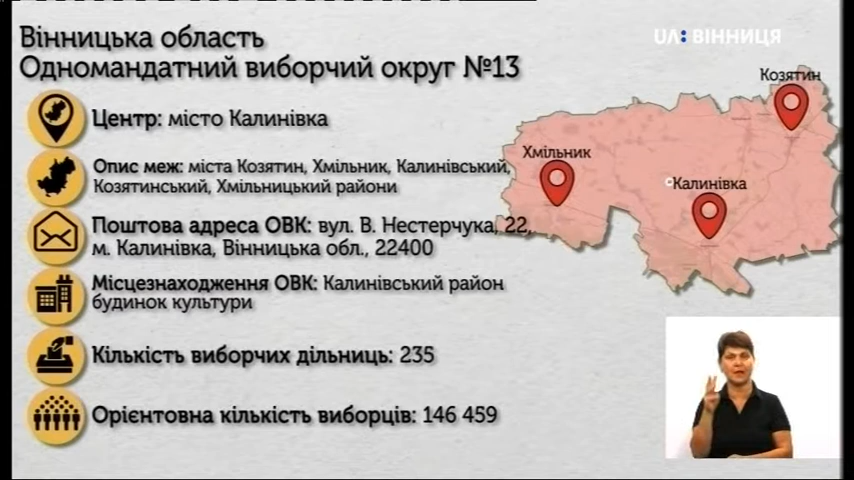 Вінницька область
Одномандатний виборчий округ №13
UA: ВІННИЦЯ
Центр: місто Калинівка
Опис меж: міста Козятин, Хмільник, Калинівський,
Козятинський, Хмільницький райони
Поштова адреса ОВК: вул. В. Нестерчука, 22,
м. Калинівка, Вінницька обл., 22400
Місцезнаходження ОВК: Калинівський район
будинок культури
Кількість виборчих дільниць: 235
Орієнтовна кількість виборців: 146 459
Козятин
Хмільник
Калинівка